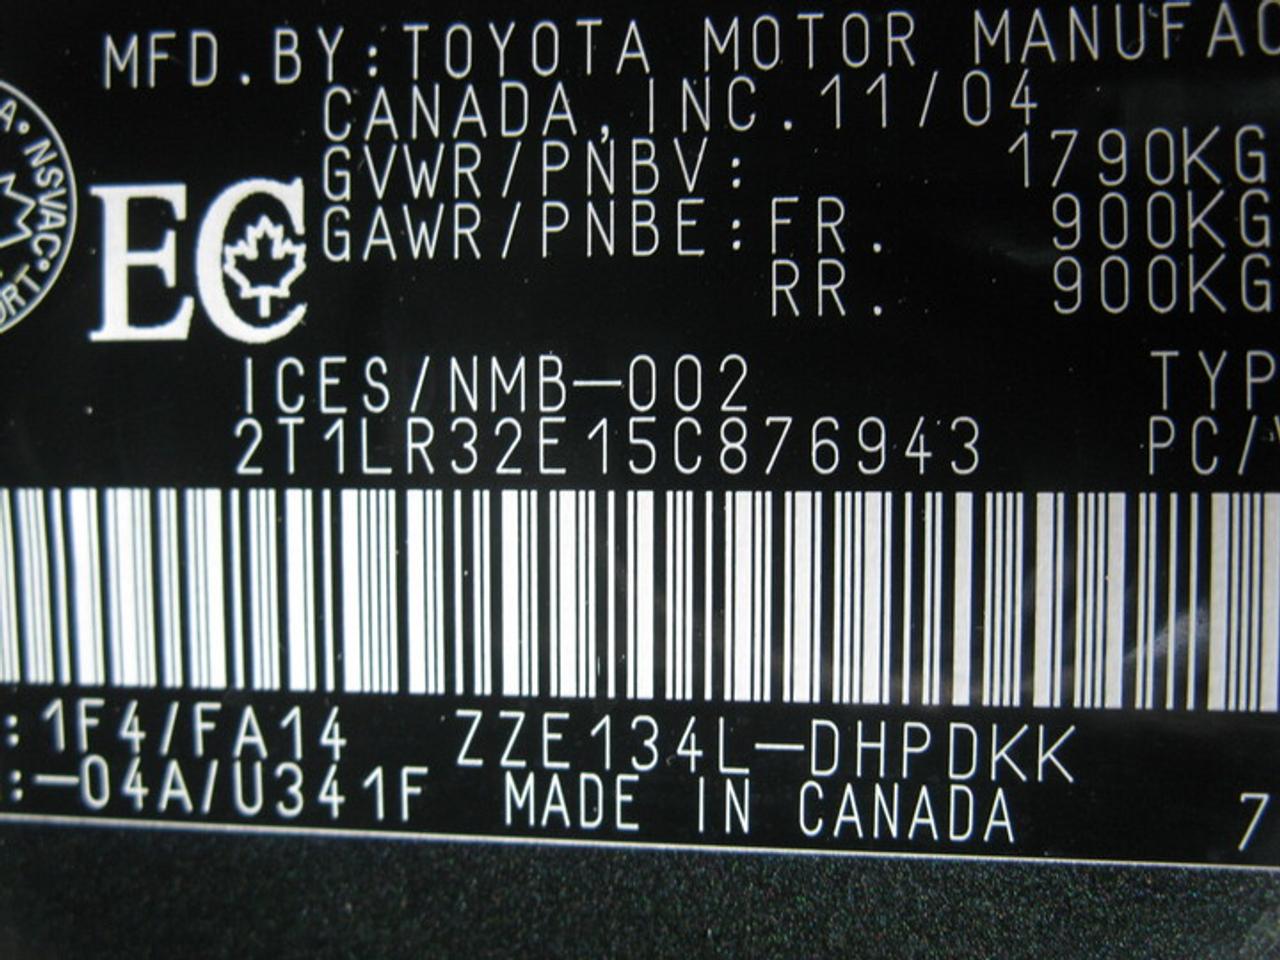 MFD.BY:TOYOTA MOTOR MANUFAC
CANADA, INC. 11/04
GVWR/PNBV: 1790KG
GAWR/PNBE:FR. 900KG
RR. 900KG
NSVAC
EC
ICES/NMB-002 TYP
2T1LR32E15C876943 PC/
:1F4/FA14 ZZE134L-DHPDKK
:-04A/U341F MADE IN CANADA 7